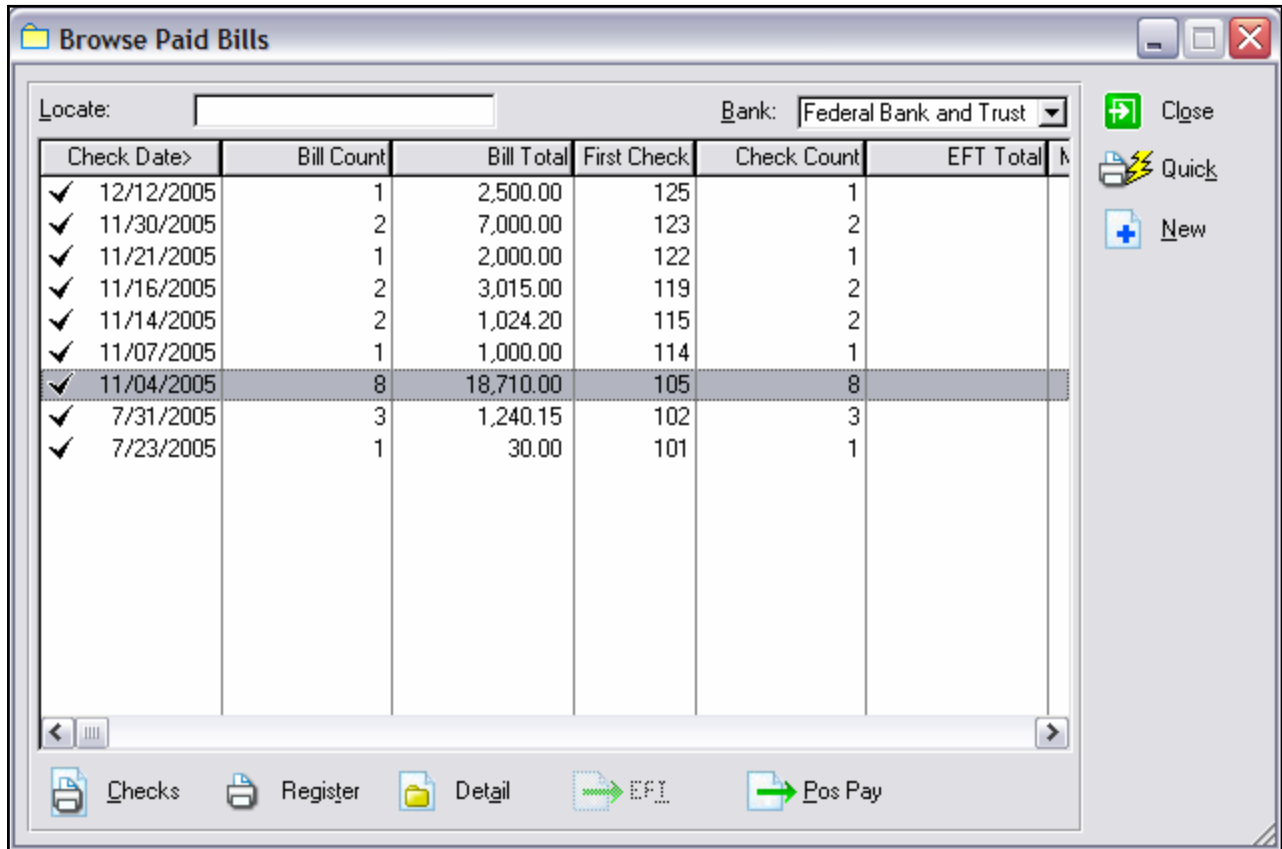 Browse Paid Bills
Locate: Bank: Federal Bank and Trust Close
Check Date> Bill Count Bill Total First Check Check Count EFT Total Quick
12/12/2005 1 2,500.00 125 1
11/30/2005 2 7,000.00 123 2 New
11/21/2005 1 2,000.00 122 1
11/16/2005 2 3,015.00 119 2
11/14/2005 2 1,024.20 115 2
11/07/2005 1 1,000.00 114 1
11/04/2005 8 18,710.00 105 8
7/31/2005 3 1,240.15 102 3
7/23/2005 1 30.00 101 1
Checks Register Detail EFT Pos Pay